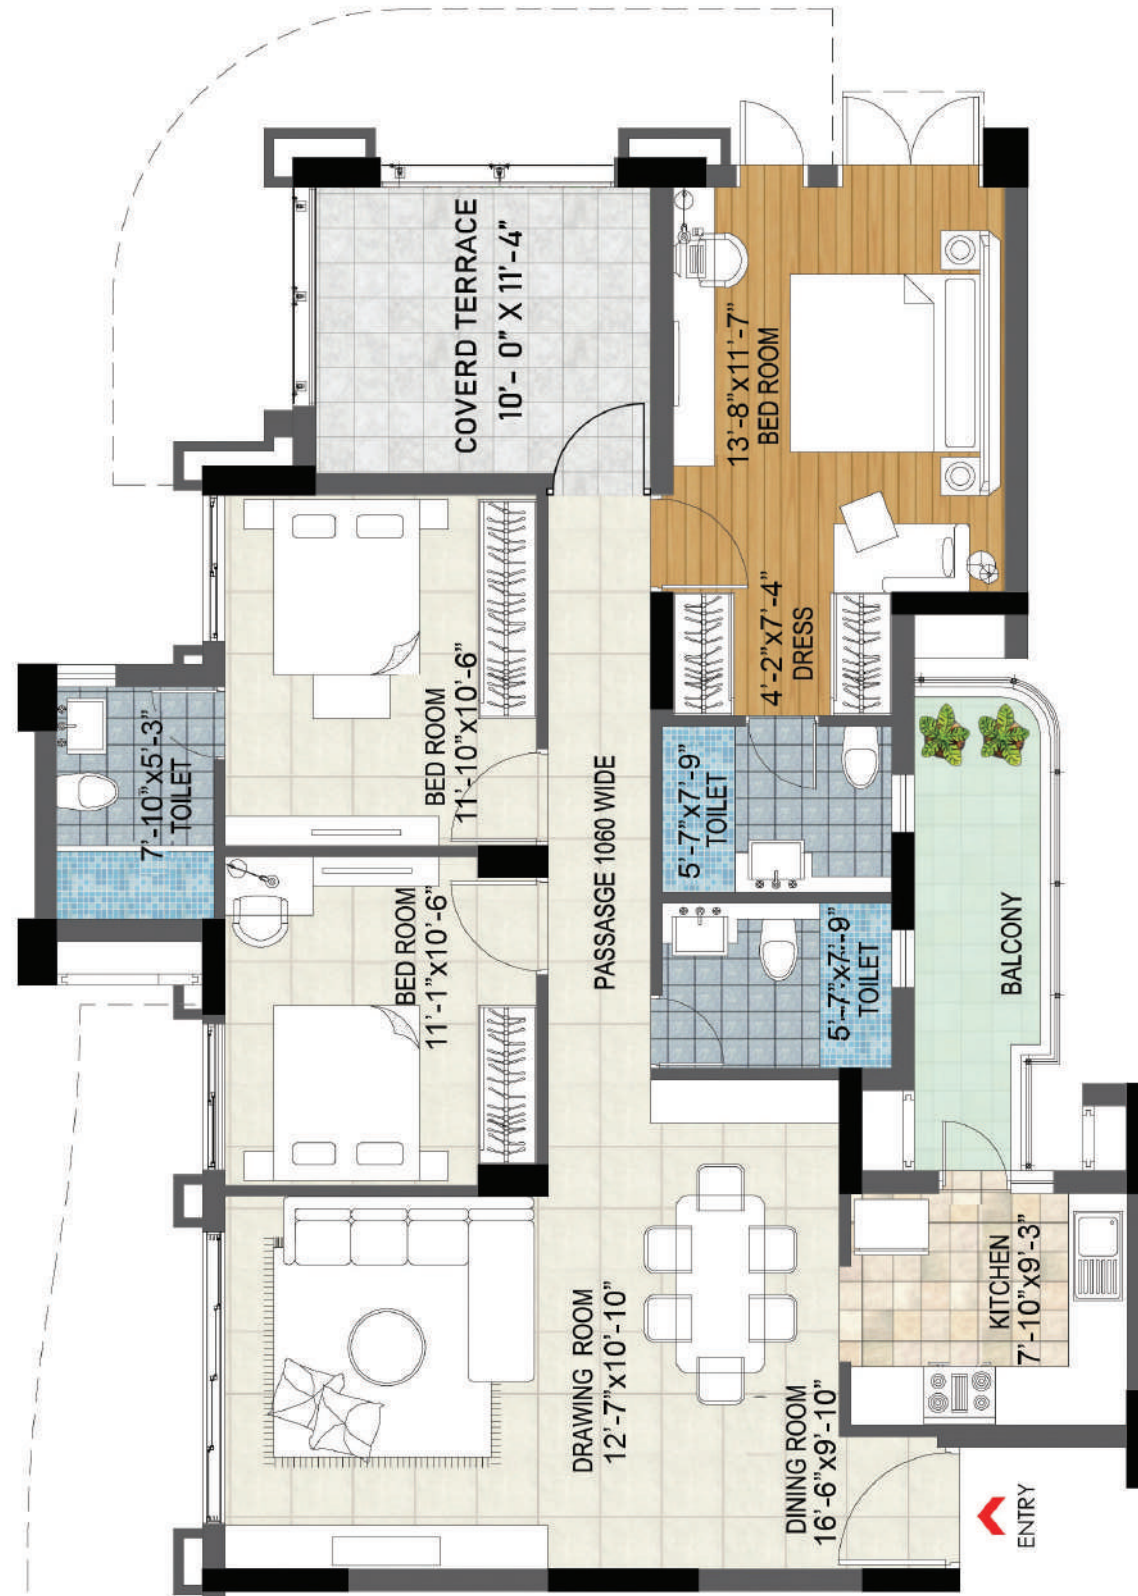 COVERD TERRACE
10'- 0" X 11'-4"
13'-8"x11'-7"
BED ROOM
BED ROOM
11'-10"x10'-6"
4'-2"x7'-4"
DRESS
7'-10"x5'-3"
TOILET
PASSASGE 1060 WIDE
5'-7"x7'-9"
TOILET
BED ROOM
11'-1"x10'-6"
5'-7"x7'-9"
TOILET
BALCONY
DRAWING ROOM
12'-7"x10'-10"
KITCHEN
7'-10"x9'-3"
DINING ROOM
16'-6"x9'-10"
ENTRY